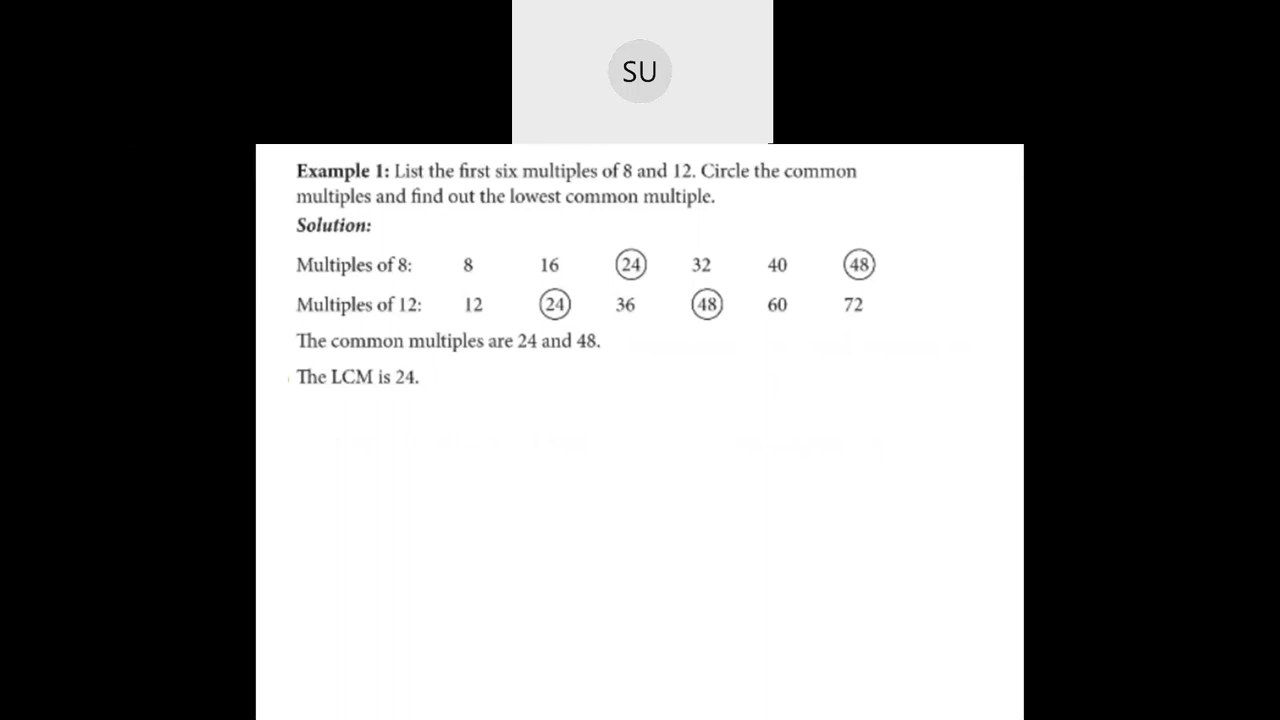 SU
Example 1: List the first six multiples of 8 and 12. Circle the common
multiples and find out the lowest common multiple.
Solution:
Multiples of 8: 8 16 24 32 40 48
Multiples of 12: 12 24 36 48 60 72
The common multiples are 24 and 48.
The LCM is 24.